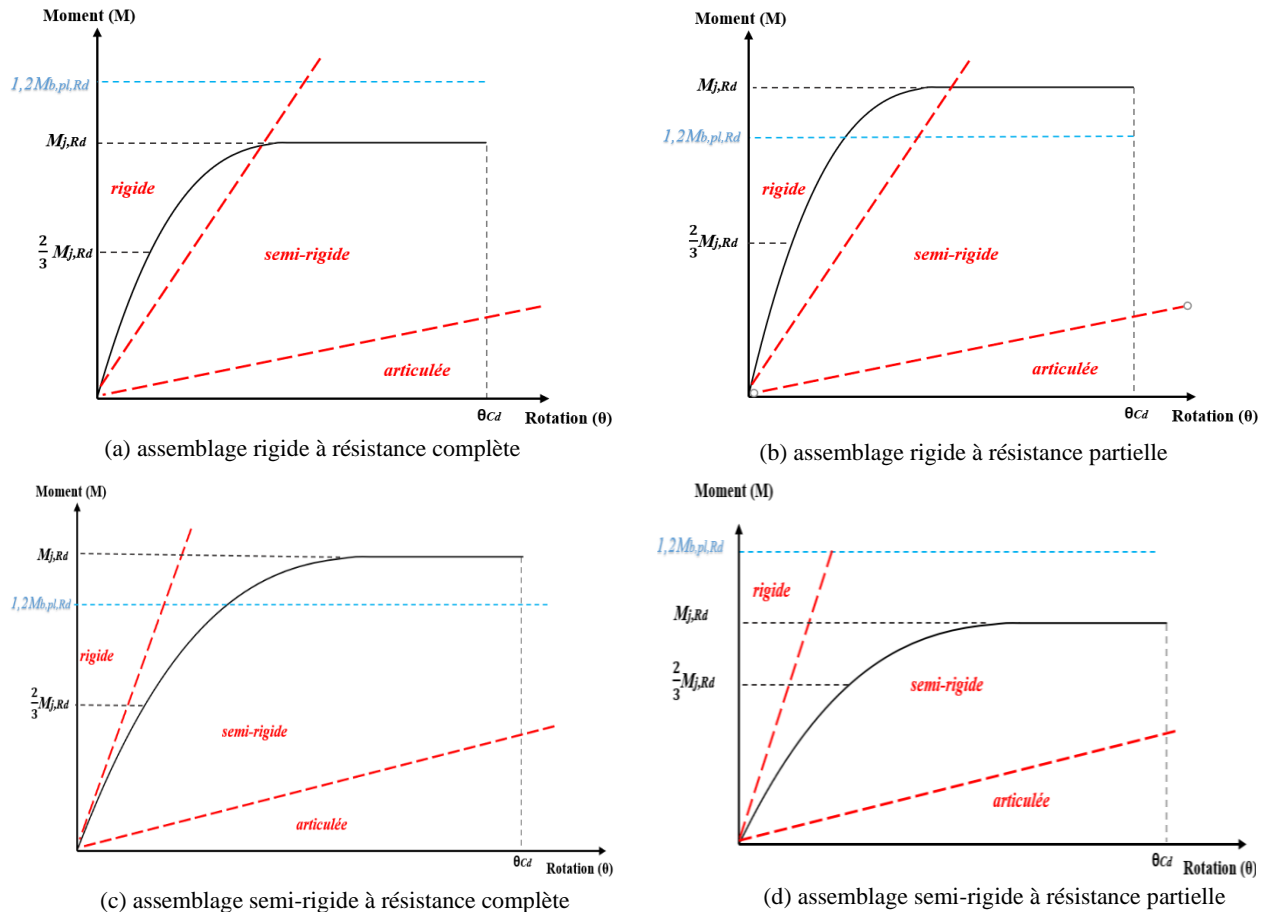 Moment (M)
1,2Mb,pl,Rd
Mj,Rd
rigide
2/3 Mj,Rd
semi-rigide
articulée
θCd
Rotation (θ)
(a) assemblage rigide à résistance complète
Moment (M)
Mj,Rd
1,2Mb,pl,Rd
rigide
2/3 Mj,Rd
semi-rigide
articulée
θCd
Rotation (θ)
(b) assemblage rigide à résistance partielle
Moment (M)
Mj,Rd
1,2Mb,pl,Rd
rigide
2/3 Mj,Rd
semi-rigide
articulée
θCd
Rotation (θ)
(c) assemblage semi-rigide à résistance complète
Moment (M)
1,2Mb,pl,Rd
rigide
Mj,Rd
2/3 Mj,Rd
semi-rigide
articulée
θCd
Rotation (θ)
(d) assemblage semi-rigide à résistance partielle